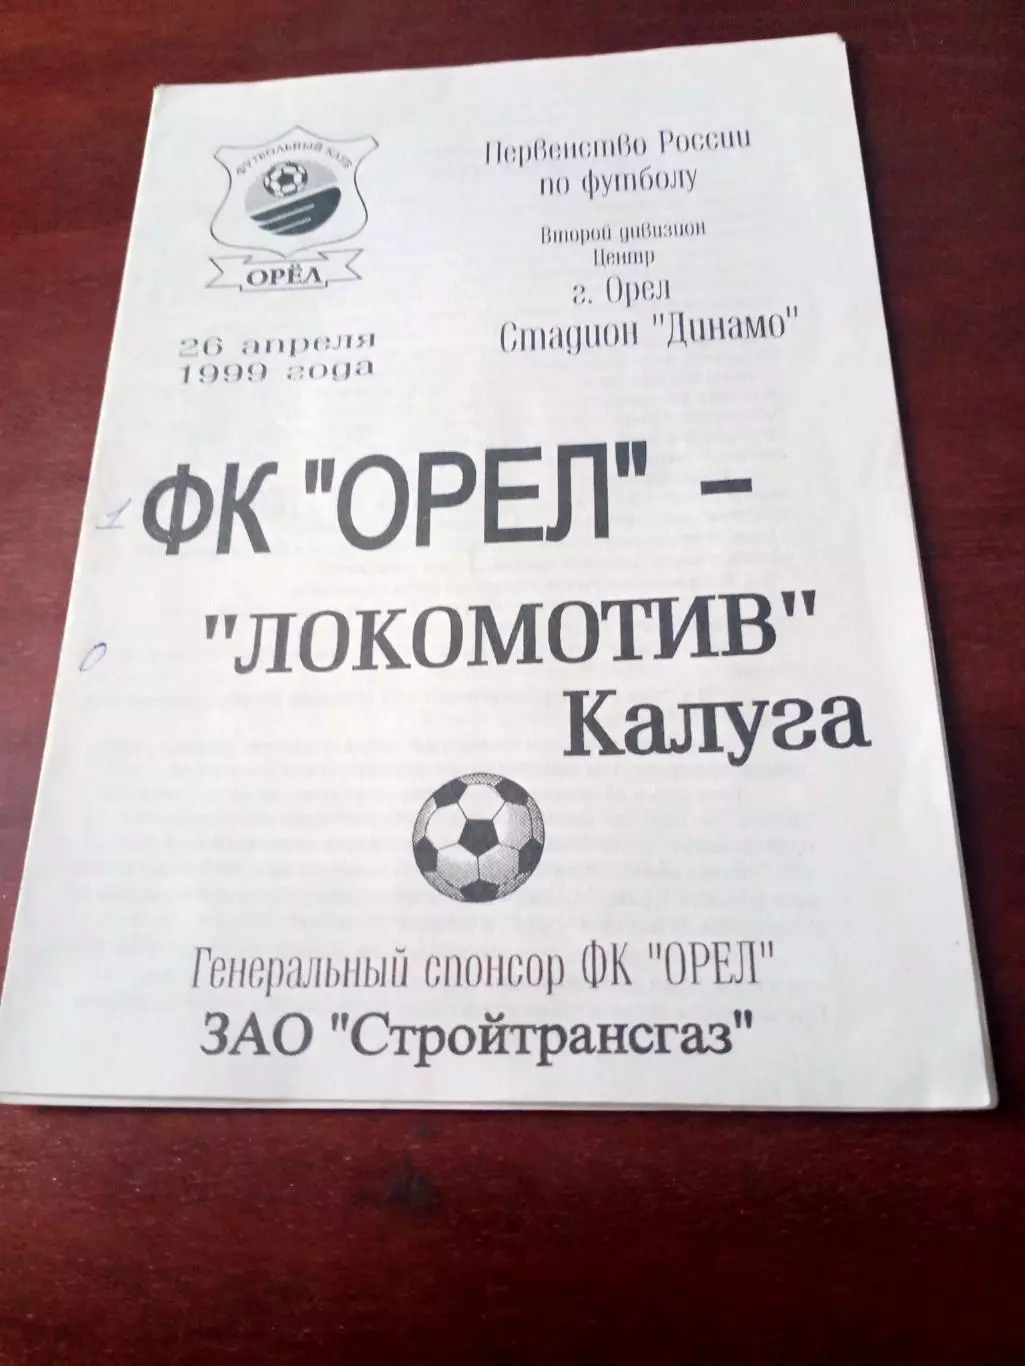 ФУТБОЛЬНЫЙ КЛУБ
ОРЁЛ
26 апреля
1999 года
Первенство России
по футболу
Второй дивизион
Центр
г. Орел
Стадион "Динамо"
1 ФК "ОРЕЛ" -
0 "ЛОКОМОТИВ"
Калуга
Генеральный спонсор ФК "ОРЕЛ"
ЗАО "Стройтрансгаз"